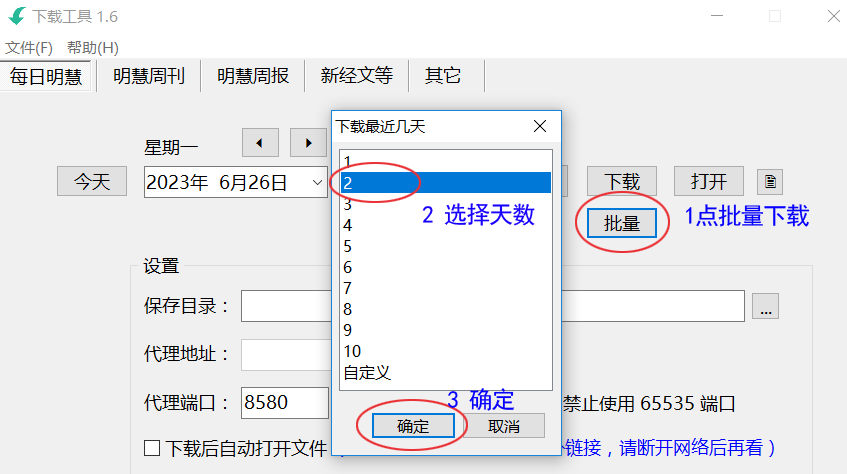 下载工具 1.6
文件(F) 帮助(H)
每日明慧 明慧周刊 明慧周报 新经文等 其它
下载最近几天
星期一
今天 2023年 6月26日 下载 打开
1
2
3
4
5
6
7
8
9
10
自定义
2 选择天数
批量 1点批量下载
设置
保存目录： ...
代理地址：
代理端口： 8580 禁止使用 65535 端口
3 确定
确定 取消
下载后自动打开文件 链接，请断开网络后再看）